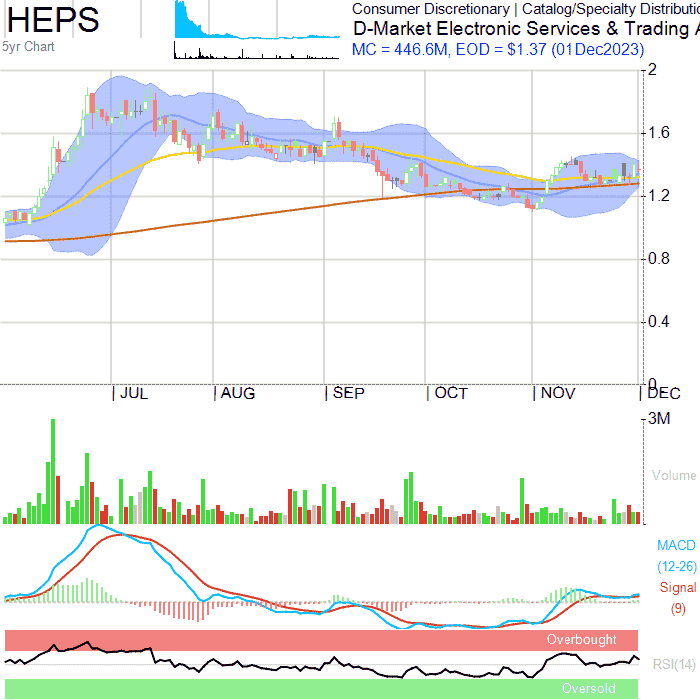 HEPS
5yr Chart
Consumer Discretionary | Catalog/Specialty Distributio
D-Market Electronic Services & Trading A
MC = 446.6M, EOD = $1.37 (01Dec2023)
2
1.6
1.2
0.8
0.4
0
| JUL | AUG | SEP | OCT | NOV | DEC
3M
Volume
MACD
(12-26)
Signal
(9)
Overbought
RSI(14)
Oversold